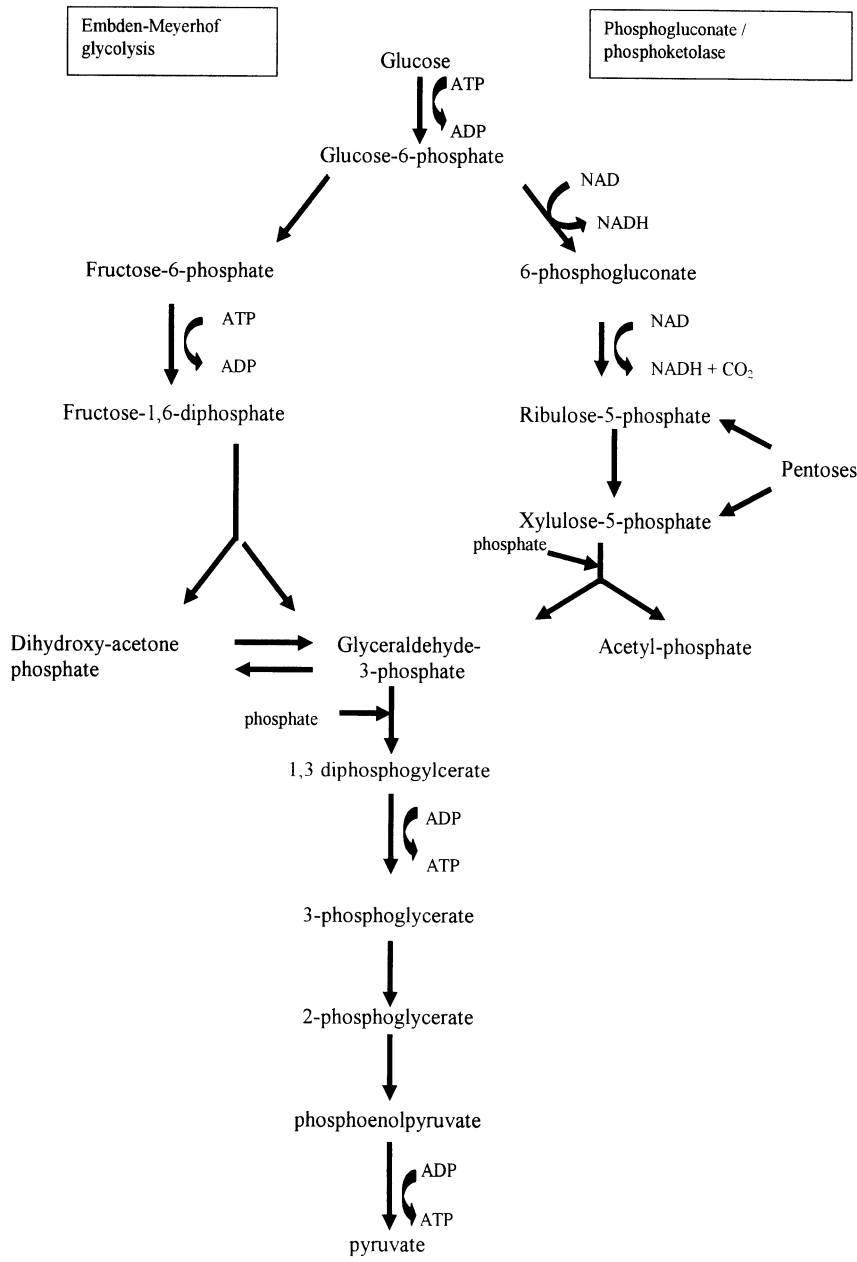 Embden-Meyerhof
glycolysis
Phosphogluconate /
phosphoketolase
Glucose
ATP
ADP
Glucose-6-phosphate
NAD
NADH
Fructose-6-phosphate
6-phosphogluconate
ATP
ADP
NAD
NADH + CO₂
Fructose-1,6-diphosphate
Ribulose-5-phosphate
Pentoses
Xylulose-5-phosphate
phosphate
Dihydroxy-acetone
phosphate
Glyceraldehyde-
3-phosphate
Acetyl-phosphate
phosphate
1,3 diphosphogylcerate
ADP
ATP
3-phosphoglycerate
2-phosphoglycerate
phosphoenolpyruvate
ADP
ATP
pyruvate